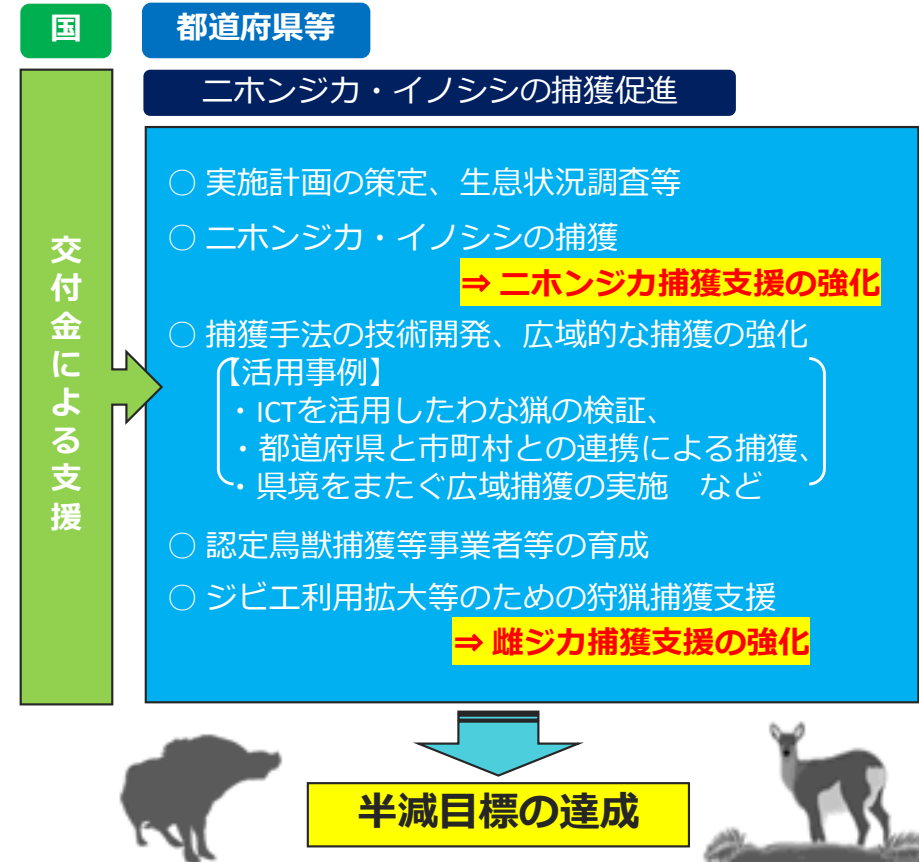 国
都道府県等
ニホンジカ・イノシシの捕獲促進
交付金による支援
○ 実施計画の策定、生息状況調査等
○ ニホンジカ・イノシシの捕獲
⇒ ニホンジカ捕獲支援の強化
○ 捕獲手法の技術開発、広域的な捕獲の強化
【活用事例】
・ICTを活用したわな猟の検証、
・都道府県と市町村との連携による捕獲、
・県境をまたぐ広域捕獲の実施　など
○ 認定鳥獣捕獲等事業者等の育成
○ ジビエ利用拡大等のための狩猟捕獲支援
⇒ 雌ジカ捕獲支援の強化
半減目標の達成